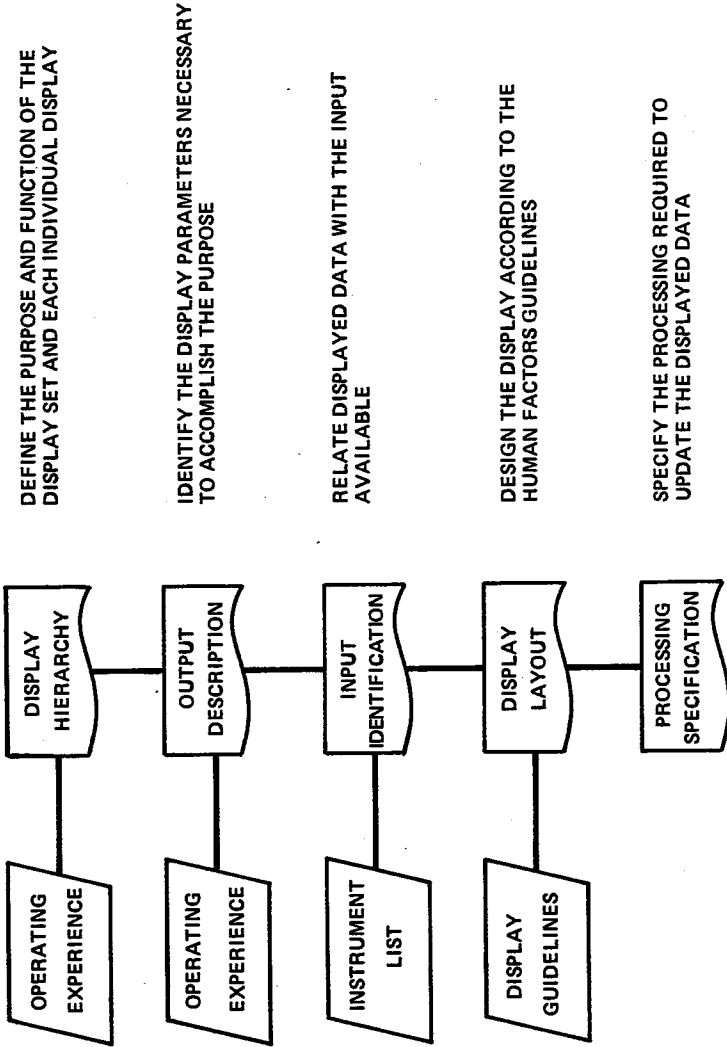 OPERATING
EXPERIENCE
DISPLAY
HIERARCHY
DEFINE THE PURPOSE AND FUNCTION OF THE
DISPLAY SET AND EACH INDIVIDUAL DISPLAY
OPERATING
EXPERIENCE
OUTPUT
DESCRIPTION
IDENTIFY THE DISPLAY PARAMETERS NECESSARY
TO ACCOMPLISH THE PURPOSE
INSTRUMENT
LIST
INPUT
IDENTIFICATION
RELATE DISPLAYED DATA WITH THE INPUT
AVAILABLE
DISPLAY
GUIDELINES
DISPLAY
LAYOUT
DESIGN THE DISPLAY ACCORDING TO THE
HUMAN FACTORS GUIDELINES
PROCESSING
SPECIFICATION
SPECIFY THE PROCESSING REQUIRED TO
UPDATE THE DISPLAYED DATA